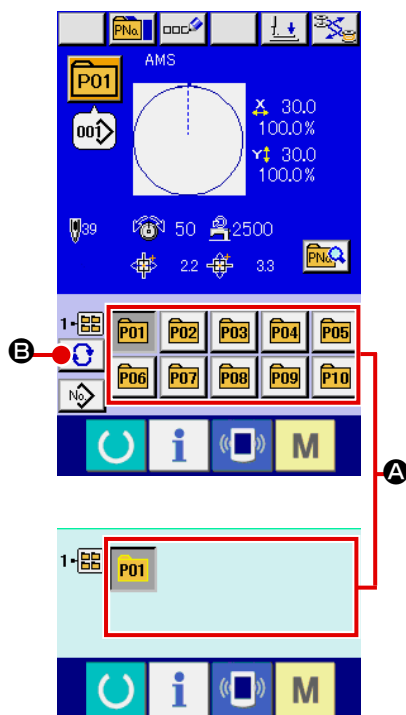 PNo.
AMS
P01
001
X 30.0
100.0%
Y 30.0
100.0%
39 50 2500
2.2 3.3 PNo.
1 P01 P02 P03 P04 P05
B
P06 P07 P08 P09 P10
No.
i M
A
1 P01
i M